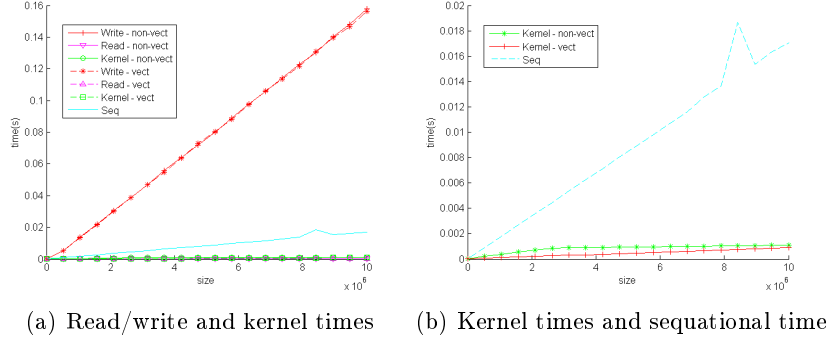 0.16
0.14
0.12
0.1
0.08
0.06
0.04
0.02
0
time(s)
Write - non-vect
Read - non-vect
Kernel - non-vect
Write - vect
Read - vect
Kernel - vect
Seq
0 2 4 6 8 10
size
x 10^6
(a) Read/write and kernel times
0.02
0.018
0.016
0.014
0.012
0.01
0.008
0.006
0.004
0.002
0
time(s)
Kernel - non-vect
Kernel - vect
Seq
0 2 4 6 8 10
size
x 10^6
(b) Kernel times and sequational time